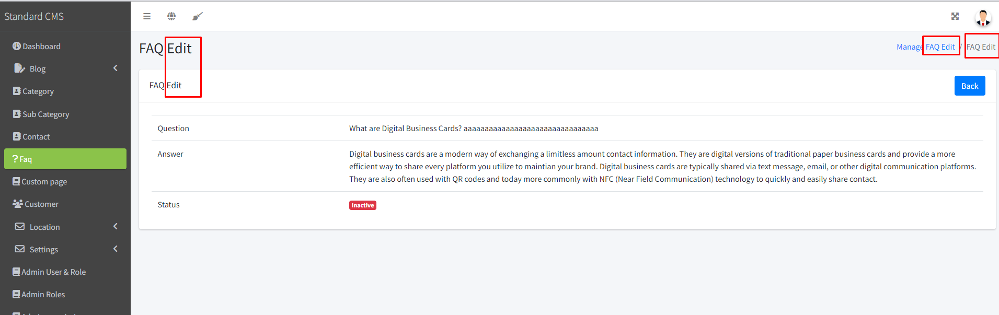 Standard CMS
Dashboard
Blog
Category
Sub Category
Contact
Faq
Custom page
Customer
Location
Settings
Admin User & Role
Admin Roles
FAQ Edit
Manage FAQ Edit / FAQ Edit
FAQ Edit
Back
Question
What are Digital Business Cards? aaaaaaaaaaaaaaaaaaaaaaaaaaaaaaaa
Answer
Digital business cards are a modern way of exchanging a limitless amount contact information. They are digital versions of traditional paper business cards and provide a more
efficient way to share every platform you utilize to maintian your brand. Digital business cards are typically shared via text message, email, or other digital communication platforms.
They are also often used with QR codes and today more commonly with NFC (Near Field Communication) technology to quickly and easily share contact.
Status
Inactive